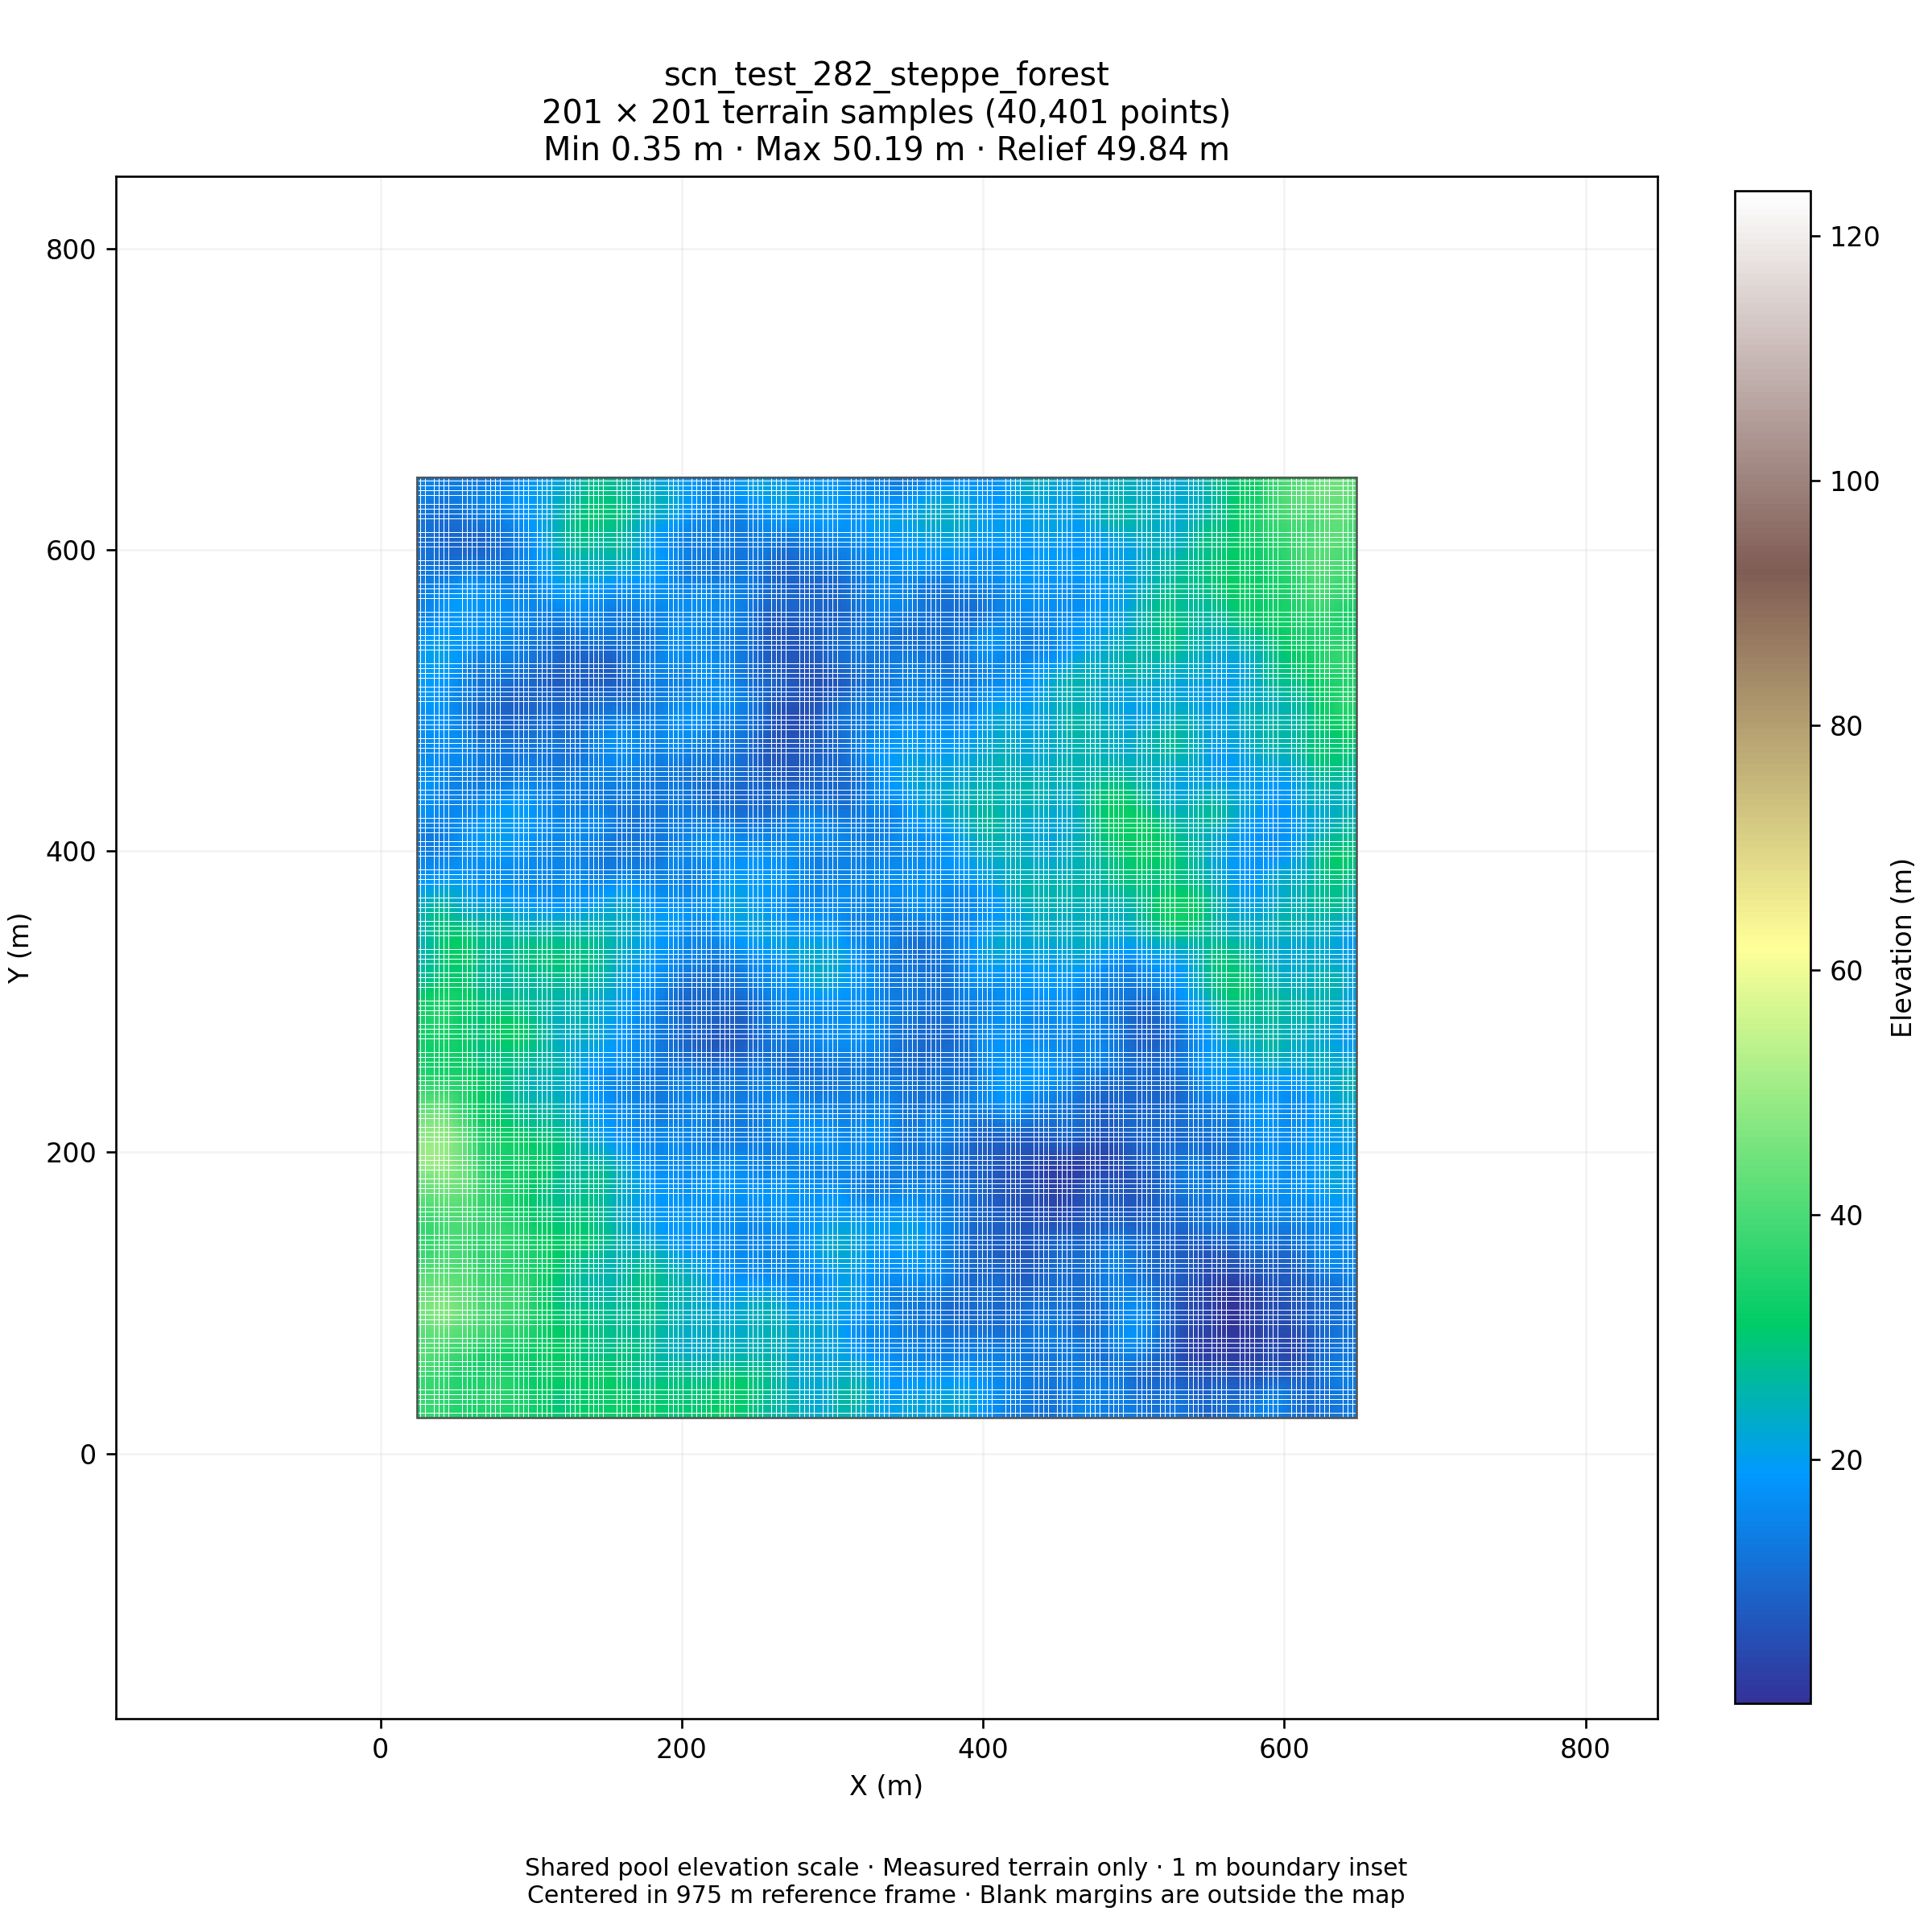 scn_test_282_steppe_forest
201 × 201 terrain samples (40,401 points)
Min 0.35 m · Max 50.19 m · Relief 49.84 m
800
600
400
200
0
Y (m)
0
200
400
600
800
X (m)
120
100
80
60
40
20
Elevation (m)
Shared pool elevation scale · Measured terrain only · 1 m boundary inset
Centered in 975 m reference frame · Blank margins are outside the map